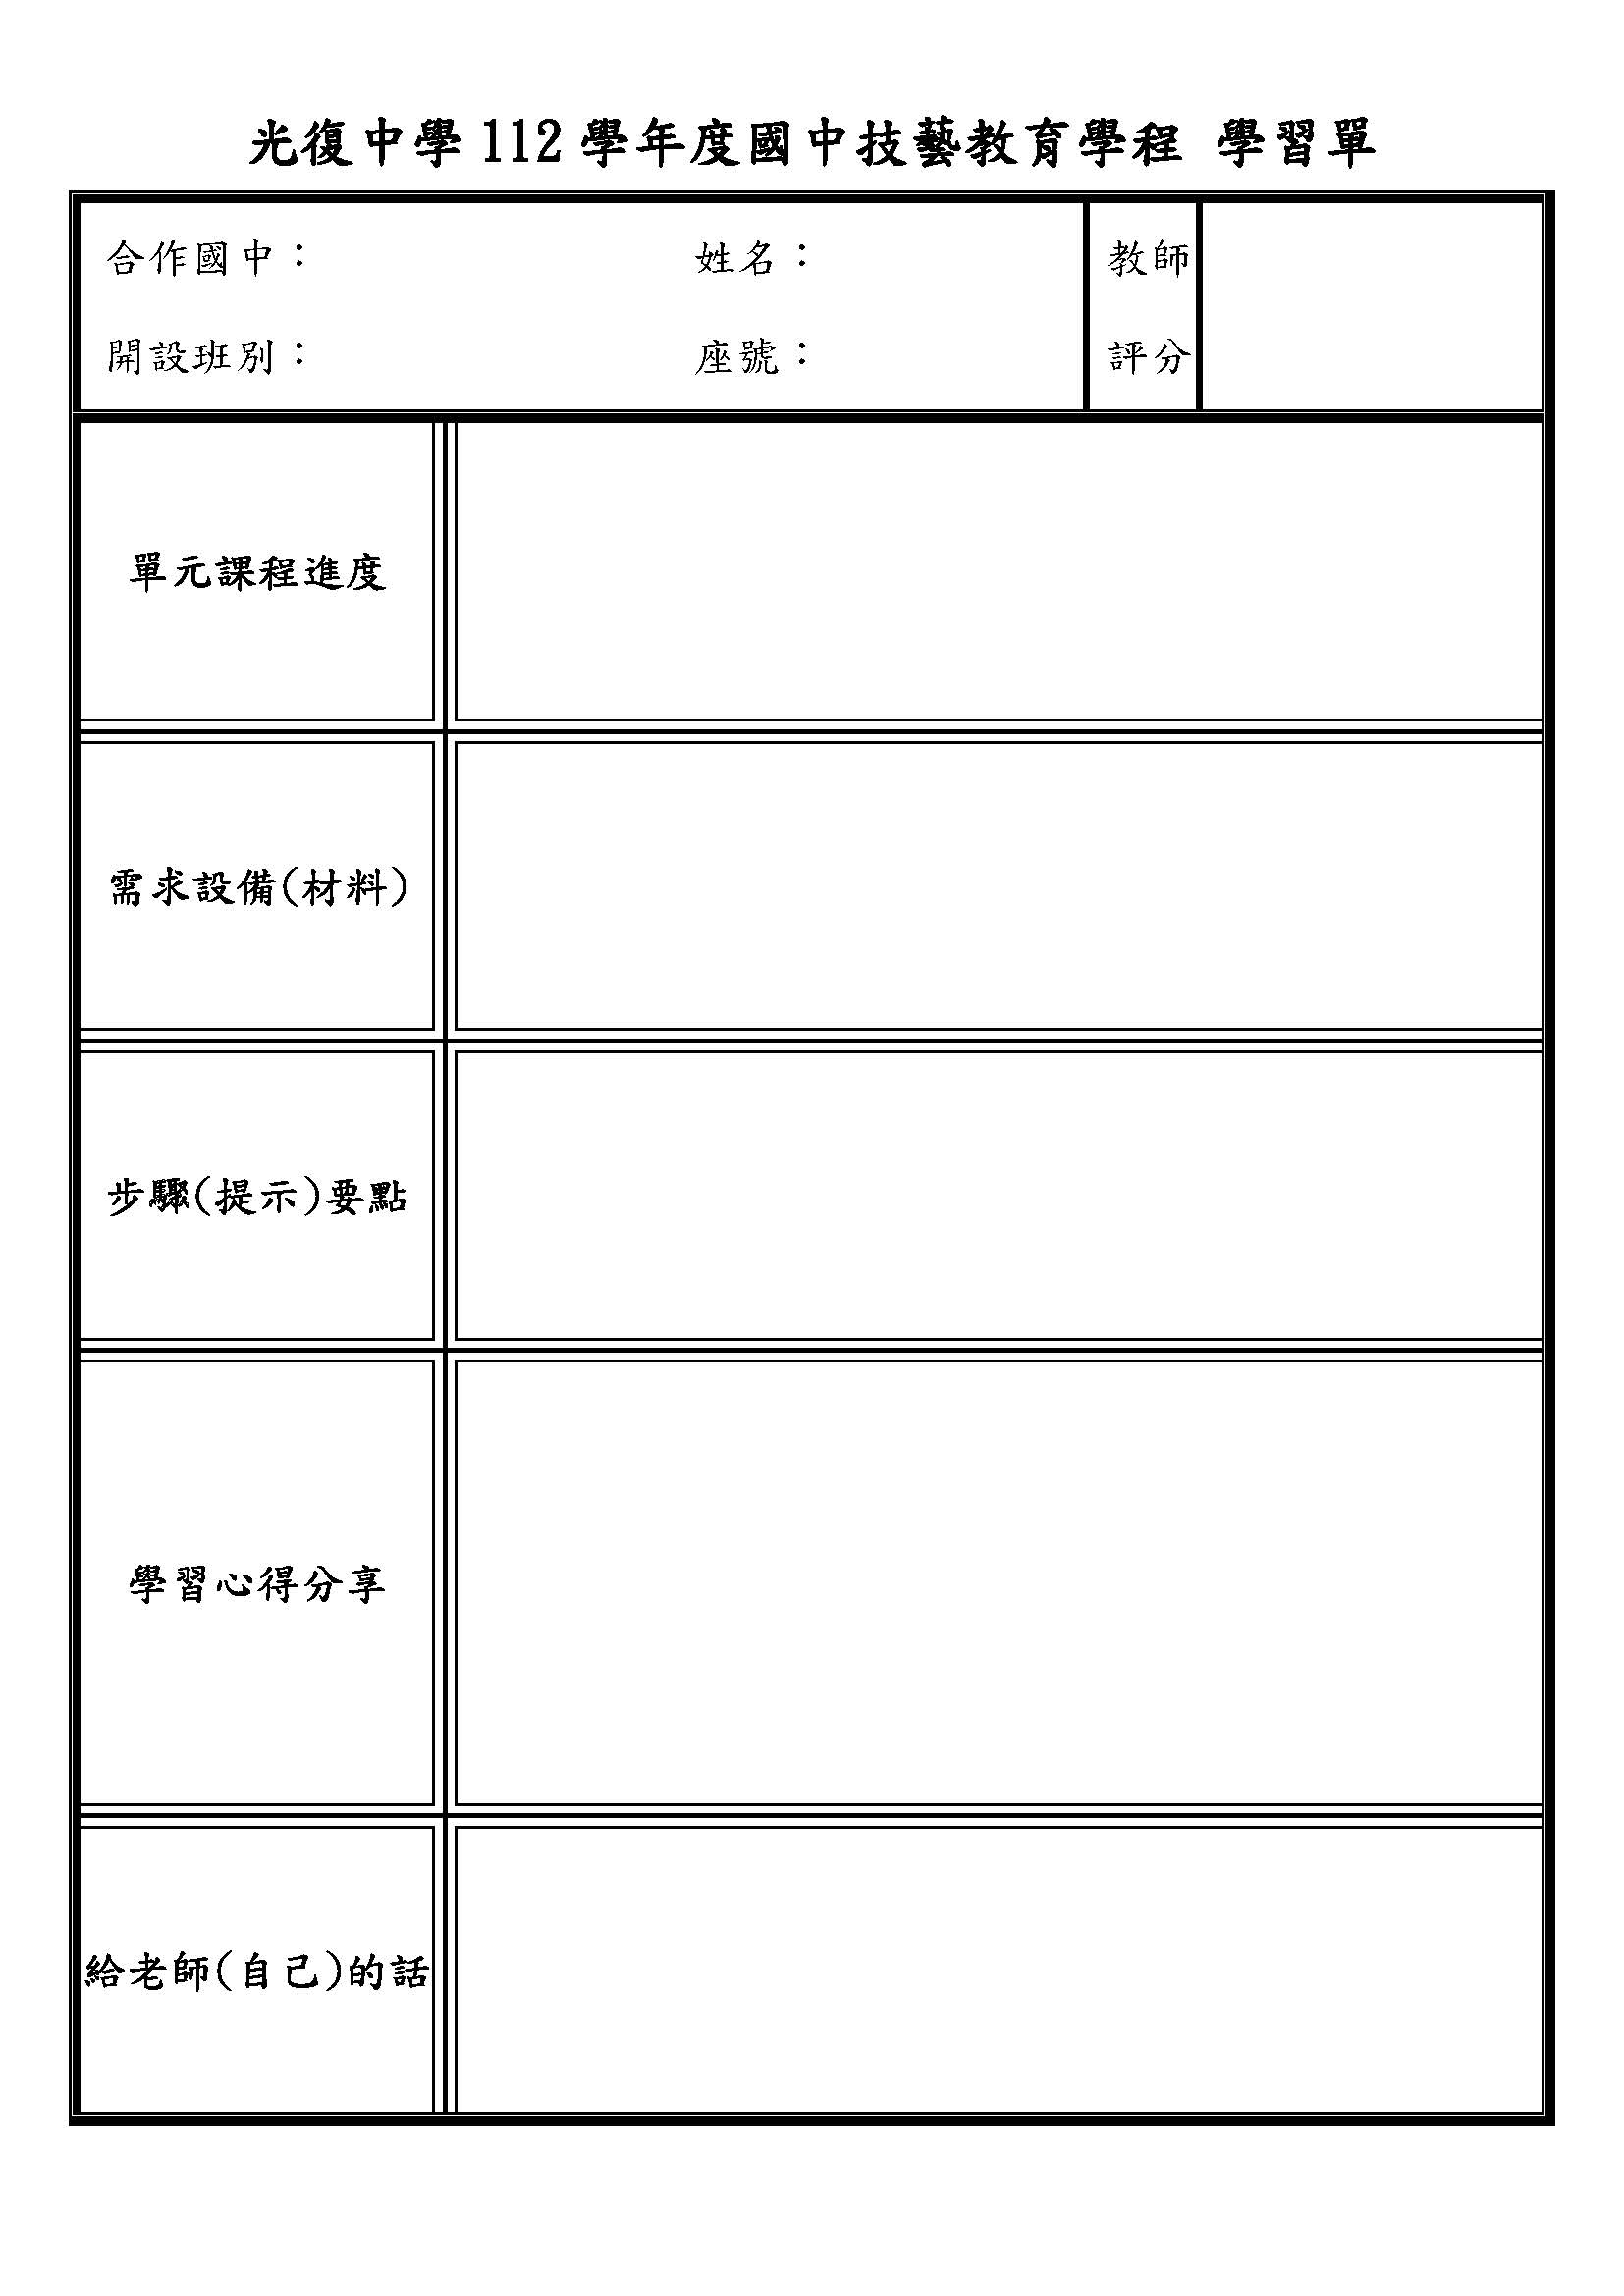 光復中學 112 學年度國中技藝教育學程 學習單
合作國中： 姓名： 教師
開設班別： 座號： 評分
單元課程進度
需求設備(材料)
步驟(提示)要點
學習心得分享
給老師(自己)的話